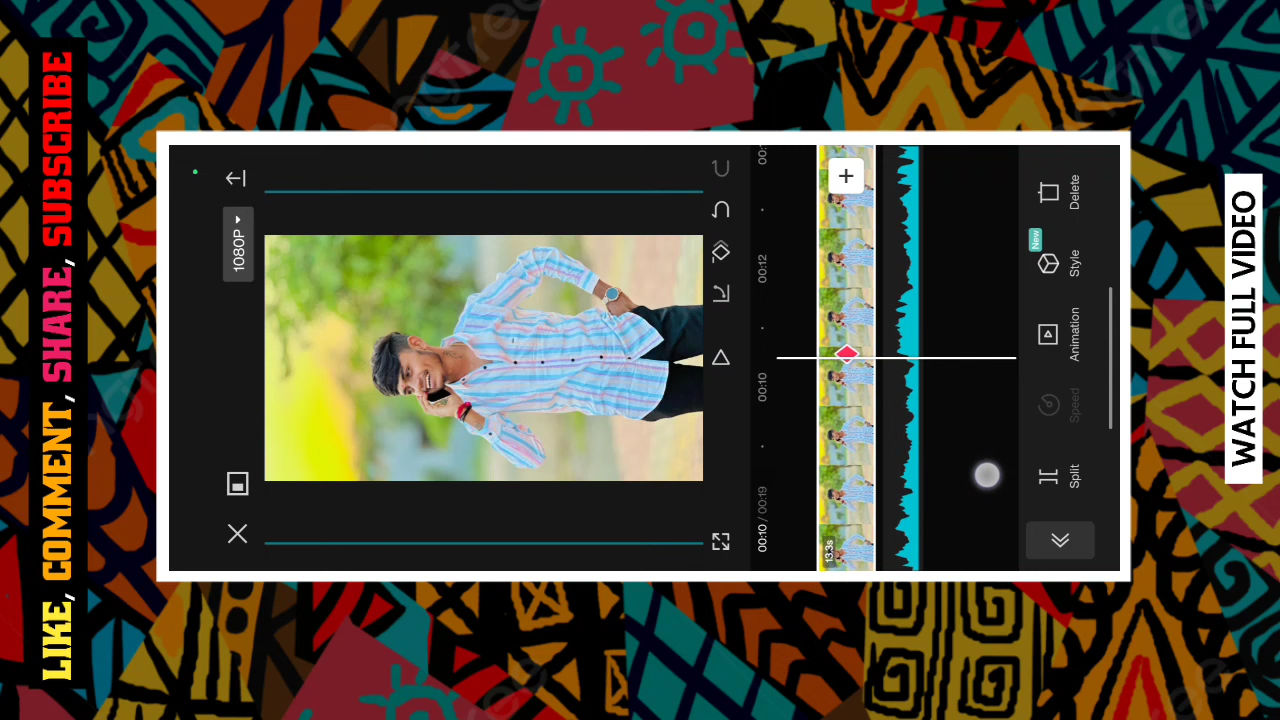 LIKE, COMMENT, SHARE, SUBSCRIBE
1080P
00:10 / 00:19
00:10
00:12
13.3s
Split
Speed
Animation
Style
New
Delete
WATCH FULL VIDEO